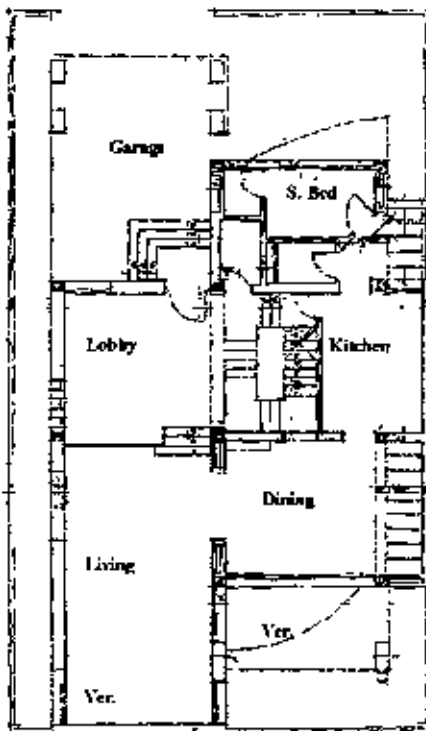 Garage
S. Bed
Lobby
Kitchen
Dining
Living
Ver.
Ver.